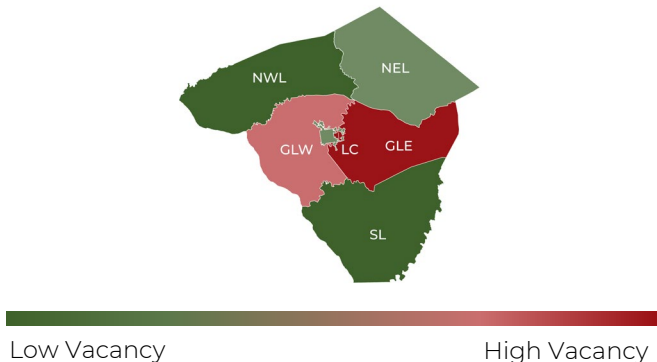 NEL
NWL
GLW
LC
GLE
SL
Low Vacancy
High Vacancy